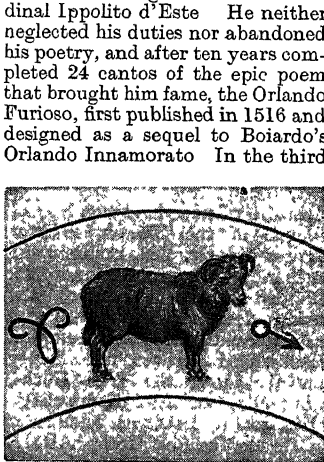 dinal Ippolito d'Este He neither
neglected his duties nor abandoned
his poetry, and after ten years com-
pleted 24 cantos of the epic poem
that brought him fame, the Orlando
Furioso, first published in 1516 and
designed as a sequel to Boiardo's
Orlando Innamorato In the third